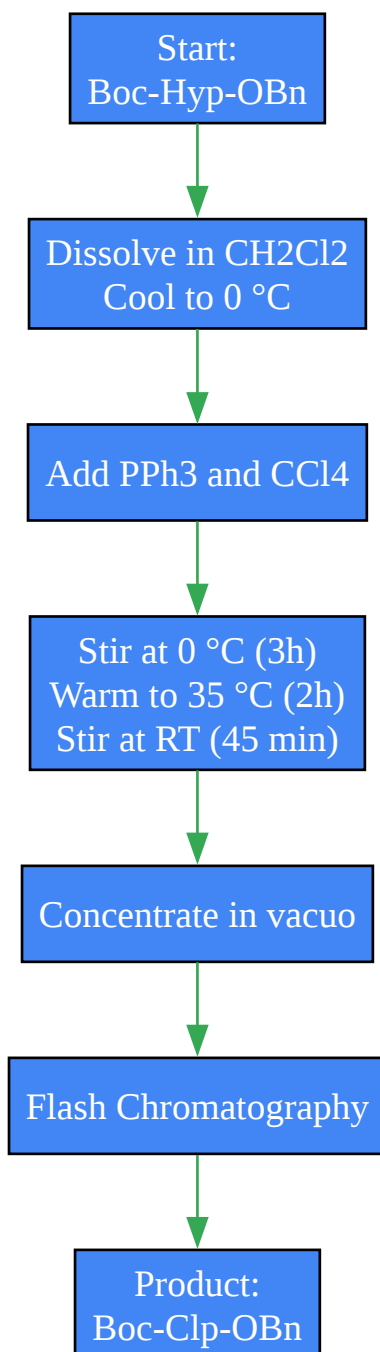 Start:
Boc-Hyp-OBn
Dissolve in CH2Cl2
Cool to 0 °C
Add PPh3 and CCl4
Stir at 0 °C (3h)
Warm to 35 °C (2h)
Stir at RT (45 min)
Concentrate in vacuo
Flash Chromatography
Product:
Boc-Clp-OBn